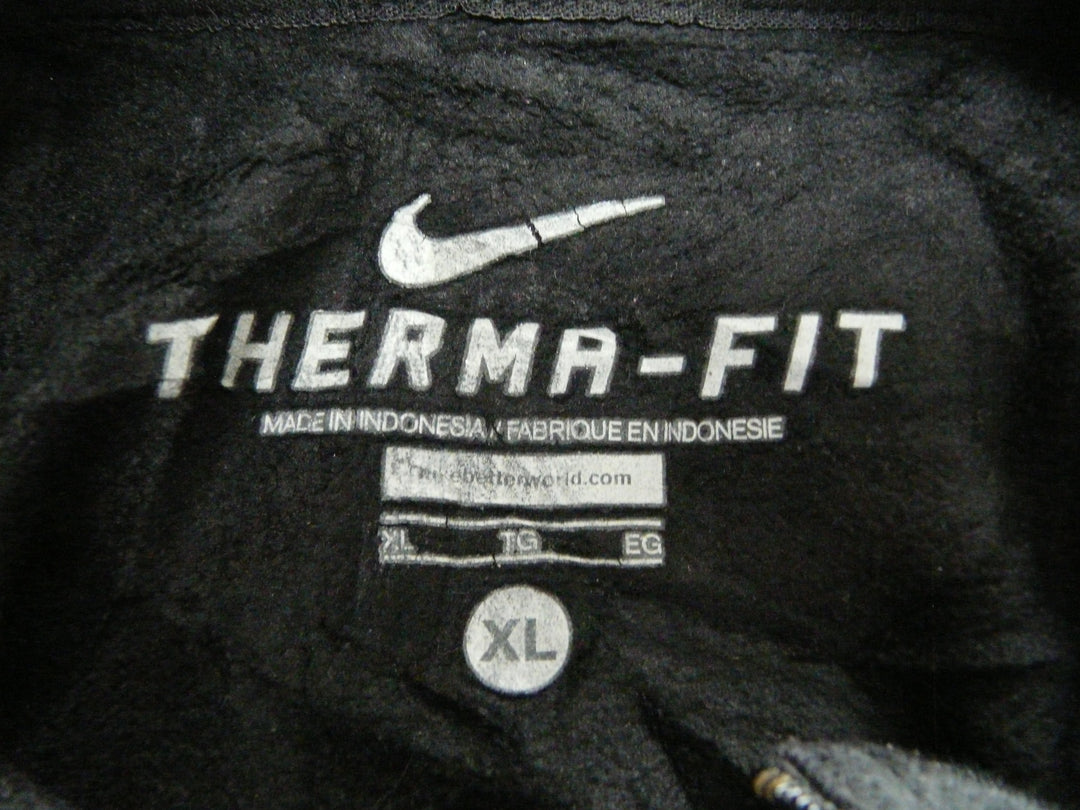 THERMA-FIT
MADE IN INDONESIA / FABRIQUE EN INDONESIE
XL TG EG
XL